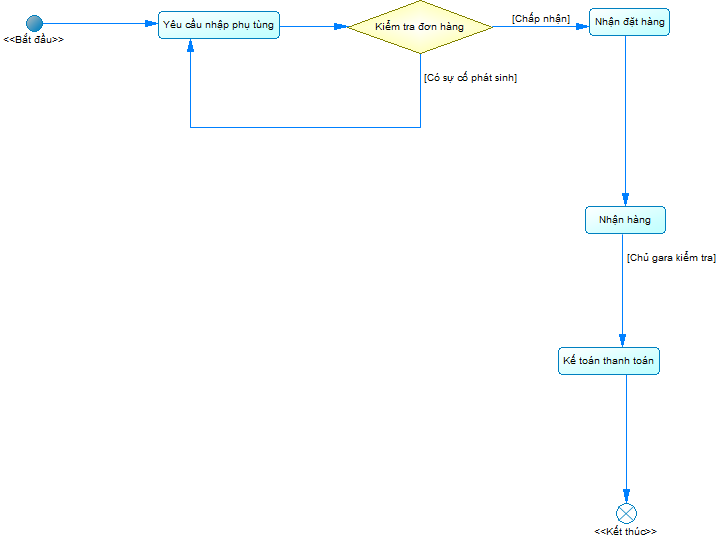 <<Bắt đầu>>
Yêu cầu nhập phụ tùng
Kiểm tra đơn hàng
[Chấp nhận]
Nhận đặt hàng
[Có sự cố phát sinh]
Nhận hàng
[Chủ gara kiểm tra]
Kế toán thanh toán
<<Kết thúc>>